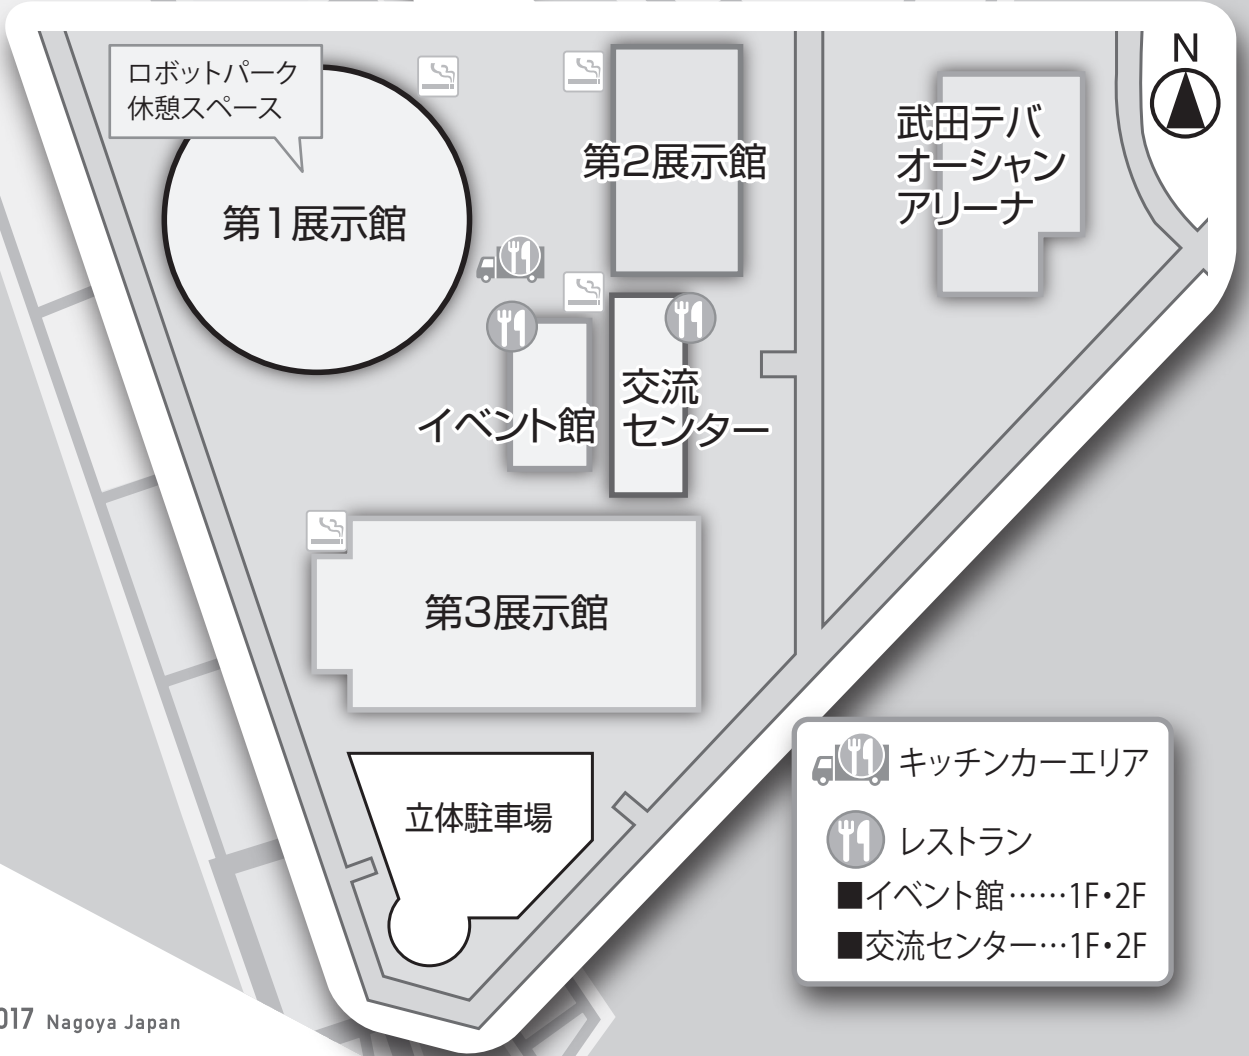 N
ロボットパーク
休憩スペース
第1展示館
第2展示館
武田テバ
オーシャン
アリーナ
イベント館
交流
センター
第3展示館
立体駐車場
キッチンカーエリア
レストラン
■イベント館……1F・2F
■交流センター…1F・2F
017 Nagoya Japan